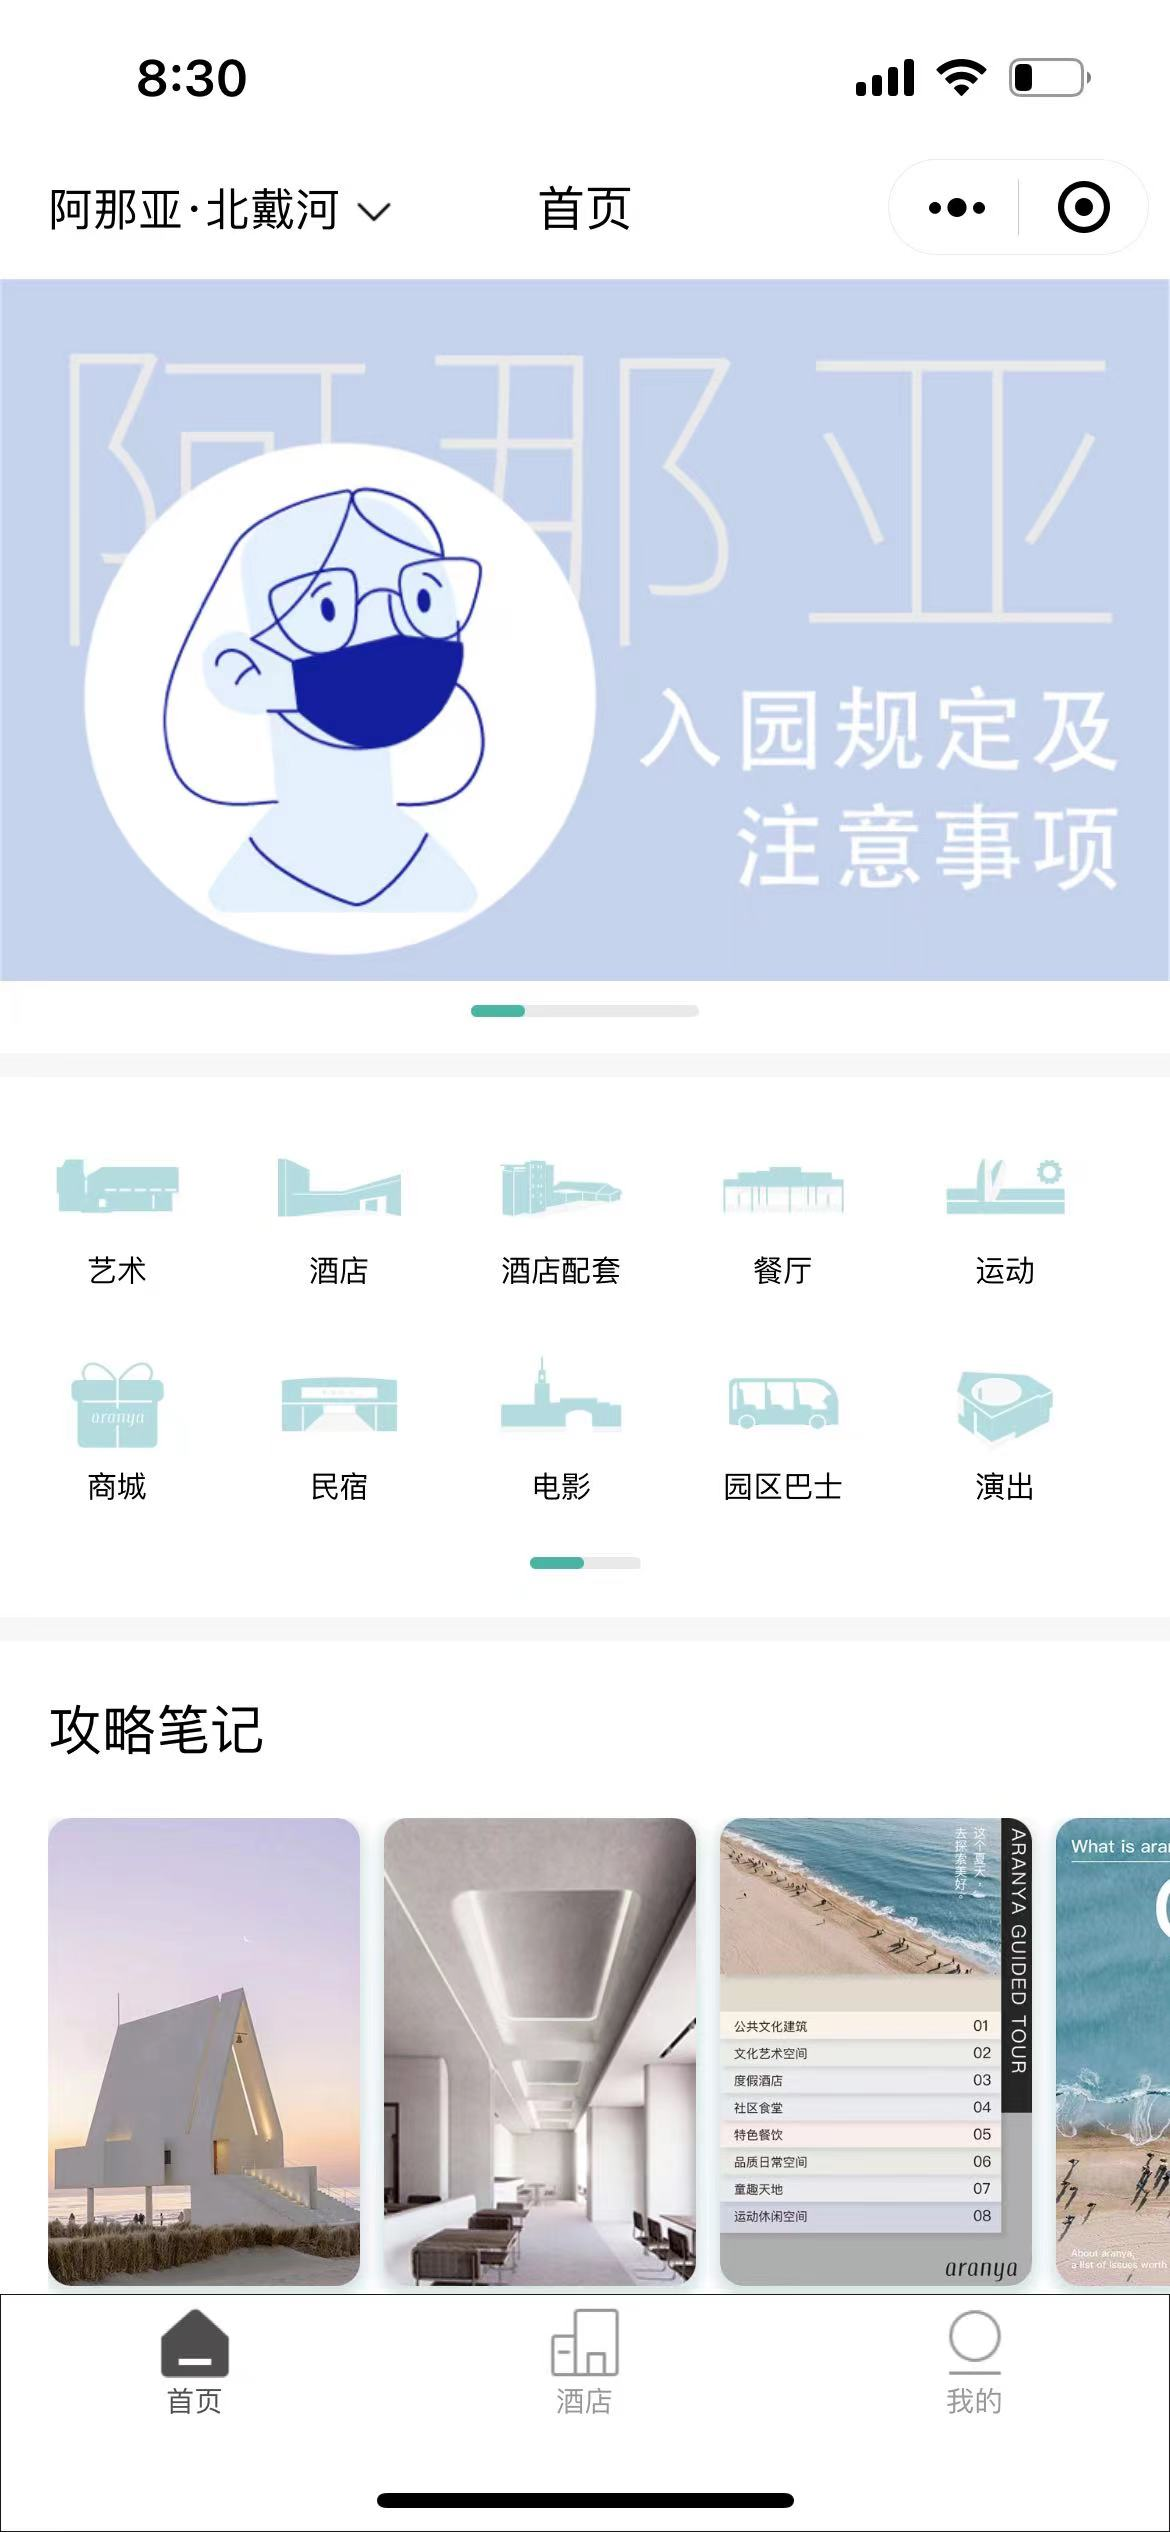 8:30
阿那亚·北戴河
首页
阿那亚
入园规定及
注意事项
艺术
酒店
酒店配套
餐厅
运动
aranya
商城
民宿
电影
园区巴士
演出
攻略笔记
这个夏天，
去探索美好。
ARANYA GUIDED TOUR
公共文化建筑 01
文化艺术空间 02
度假酒店 03
社区食堂 04
特色餐饮 05
品质日常空间 06
童趣天地 07
运动休闲空间 08
aranya
What is ara
About aranya,
a list of issues worth
首页
酒店
我的